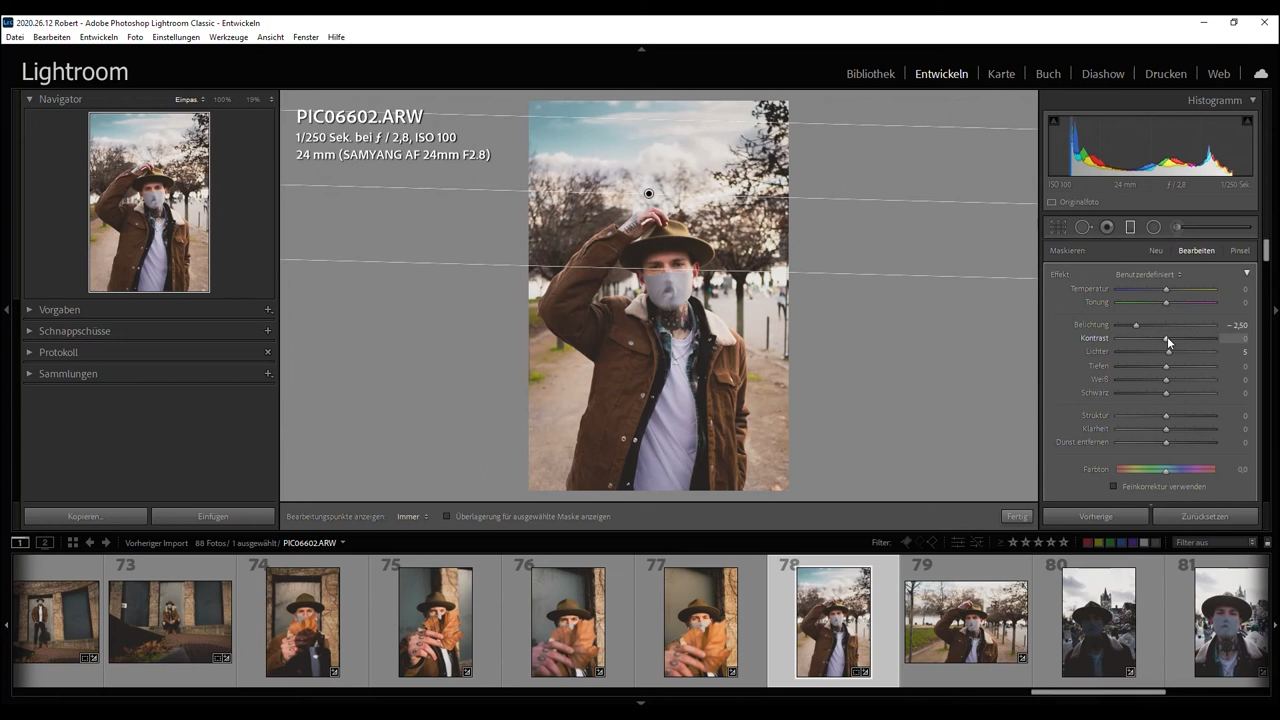 2020.26.12 Robert - Adobe Photoshop Lightroom Classic - Entwickeln
Datei Bearbeiten Entwickeln Foto Einstellungen Werkzeuge Ansicht Fenster Hilfe
Lightroom
Bibliothek Entwickeln Karte Buch Diashow Drucken Web
Navigator Einpas. 100% 19%
Vorgaben
Schnappschüsse
Protokoll
Sammlungen
Kopieren... Einfügen
PIC06602.ARW
1/250 Sek. bei ƒ / 2,8, ISO 100
24 mm (SAMYANG AF 24mm F2.8)
Bearbeitungspunkte anzeigen: Immer Überlagerung für ausgewählte Maske anzeigen Fertig
Histogramm
ISO 100 24 mm ƒ / 2,8 1/250 Sek.
Originalfoto
Maskieren: Neu Bearbeiten Pinsel
Effekt: Benutzerdefiniert
Temperatur 0
Tönung 0
Belichtung – 2,50
Kontrast 0
Lichter 5
Tiefen 0
Weiß 0
Schwarz 0
Struktur 0
Klarheit 0
Dunst entfernen 0
Farbton 0,0
Feinkorrektur verwenden
Vorherige Zurücksetzen
1 2 Vorheriger Import 88 Fotos / 1 ausgewählt / PIC06602.ARW Filter: Filter aus
73 74 75 76 77 78 79 80 81